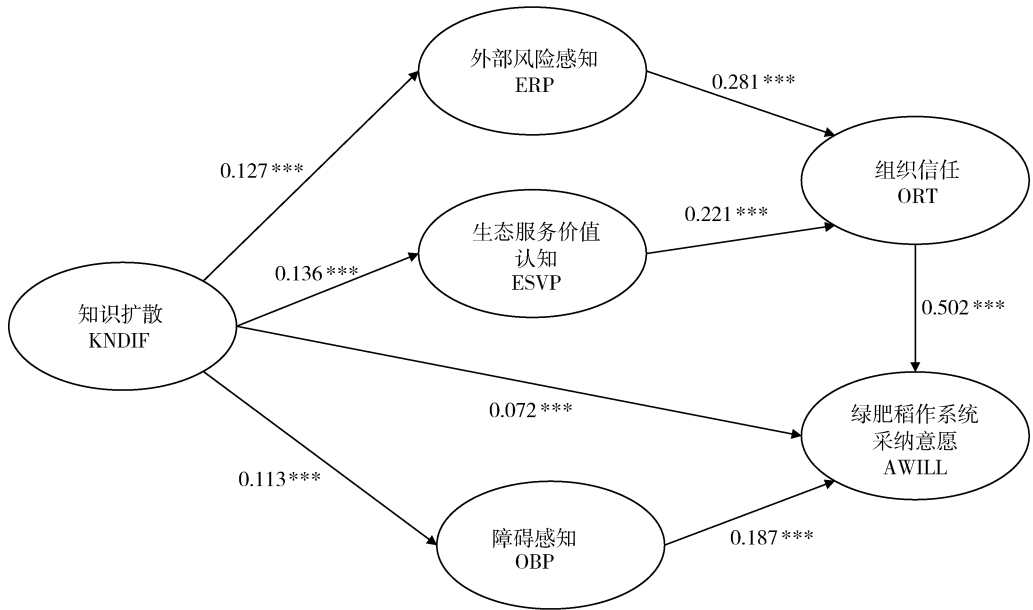 外部风险感知
ERP
0.281***
0.127***
组织信任
ORT
生态服务价值
认知
ESVP
0.221***
0.136***
知识扩散
KNDIF
0.502***
0.072***
绿肥稻作系统
采纳意愿
AWILL
0.113***
障碍感知
OBP
0.187***